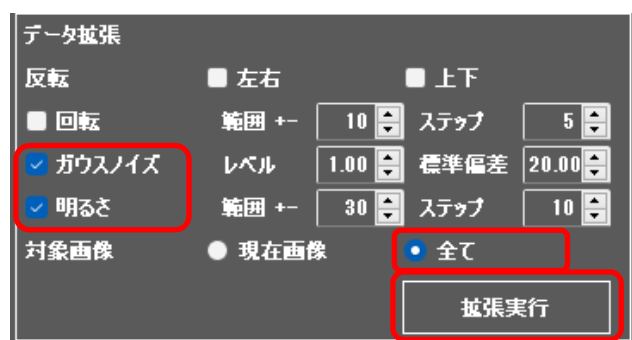 データ拡張
反転 左右 上下
回転 範囲 +- 10 ステップ 5
ガウスノイズ レベル 1.00 標準偏差 20.00
明るさ 範囲 +- 30 ステップ 10
対象画像 現在画像 全て
拡張実行